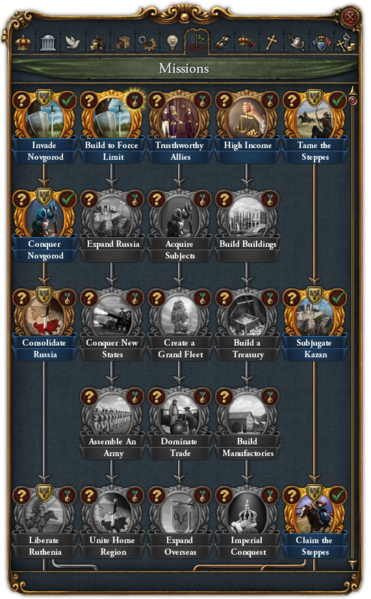 Missions
Invade
Novgorod
Build to Force
Limit
Trusthworthy
Allies
High Income
Tame the
Steppes
Conquer
Novgorod
Expand Russia
Acquire
Subjects
Build Buildings
Consolidate
Russia
Conquer New
States
Create a
Grand Fleet
Build a
Treasury
Subjugate
Kazan
Assemble An
Army
Dominate
Trade
Build
Manufactories
Liberate
Ruthenia
Unite Home
Region
Expand
Overseas
Imperial
Conquest
Claim the
Steppes